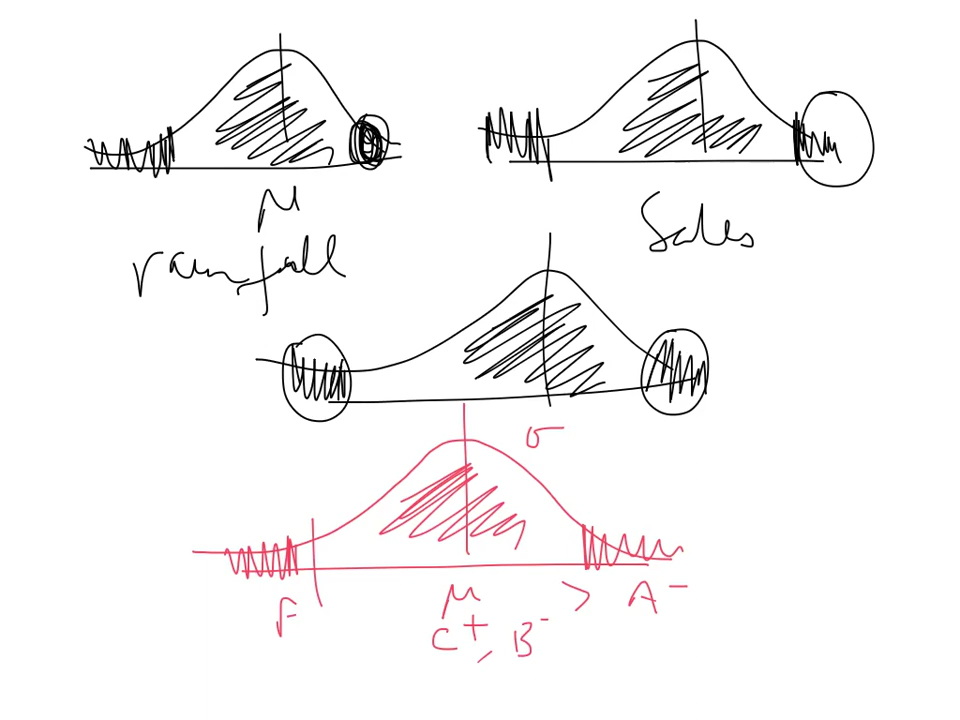 μ
rainfall
Sales
σ
F
μ
> A-
C+, B-